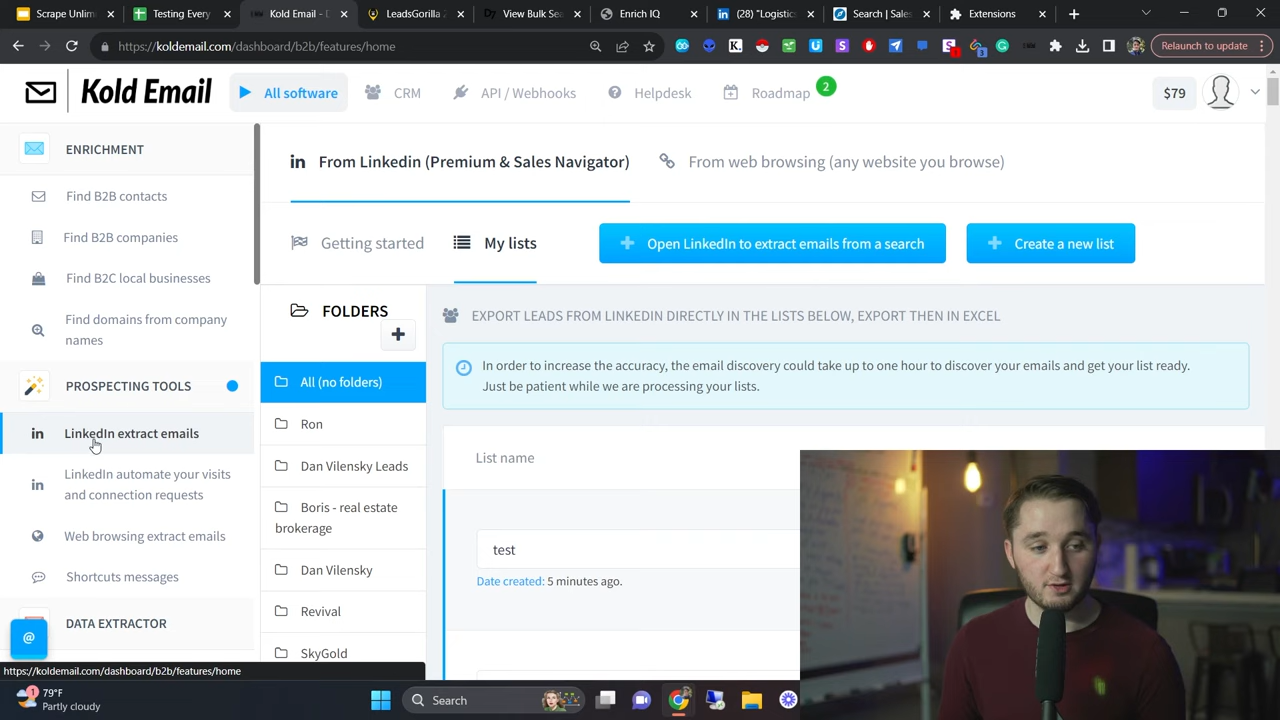 Scrape Unlim
Testing Every
Kold Email - D
LeadsGorilla
View Bulk Se
Enrich IQ
(28) "Logistic
Search | Sales
Extensions
https://koldemail.com/dashboard/b2b/features/home
Relaunch to update
Kold Email
All software
CRM
API / Webhooks
Helpdesk
Roadmap
2
$79
ENRICHMENT
Find B2B contacts
Find B2B companies
Find B2C local businesses
Find domains from company
names
PROSPECTING TOOLS
LinkedIn extract emails
LinkedIn automate your visits
and connection requests
Web browsing extract emails
Shortcuts messages
DATA EXTRACTOR
From Linkedin (Premium & Sales Navigator)
From web browsing (any website you browse)
Getting started
My lists
Open LinkedIn to extract emails from a search
Create a new list
FOLDERS
All (no folders)
Ron
Dan Vilensky Leads
Boris - real estate
brokerage
Dan Vilensky
Revival
SkyGold
EXPORT LEADS FROM LINKEDIN DIRECTLY IN THE LISTS BELOW, EXPORT THEN IN EXCEL
In order to increase the accuracy, the email discovery could take up to one hour to discover your emails and get your list ready.
Just be patient while we are processing your lists.
List name
test
Date created: 5 minutes ago.
https://koldemail.com/dashboard/b2b/features/home
79°F
Partly cloudy
Search